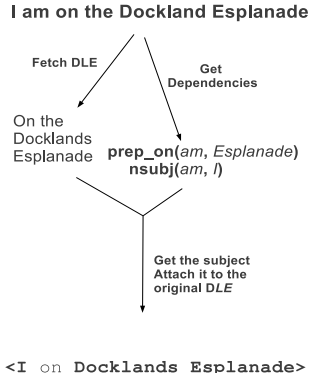 I am on the Dockland Esplanade
Fetch DLE
Get
Dependencies
On the
Docklands
Esplanade
prep_on(am, Esplanade)
nsubj(am, I)
Get the subject
Attach it to the
original DLE
<I on Docklands Esplanade>